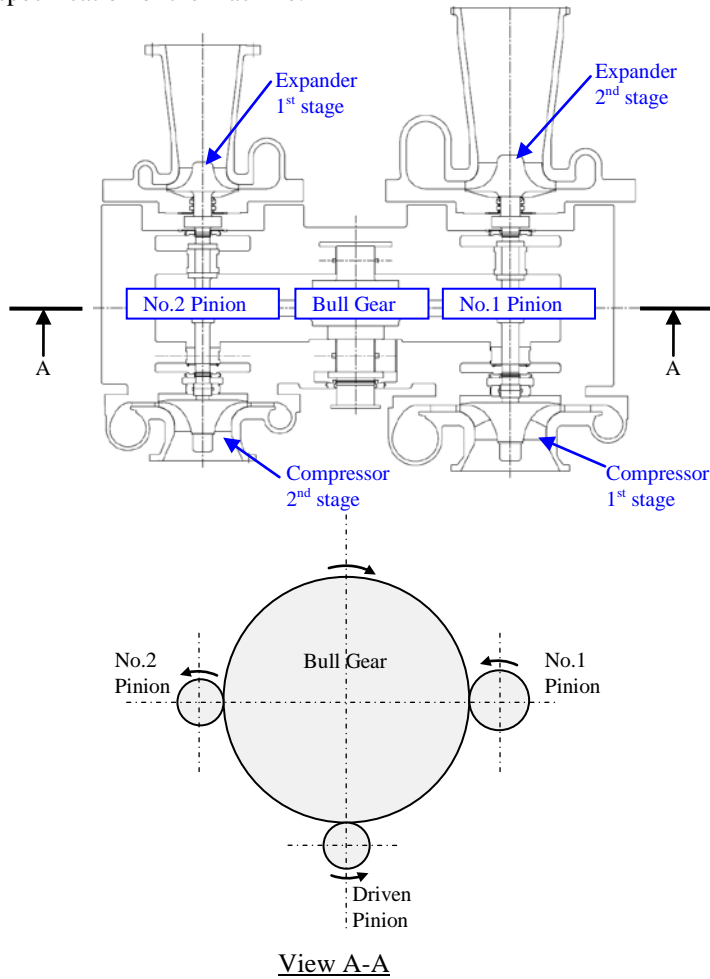 Expander
1st stage
Expander
2nd stage
No.2 Pinion
Bull Gear
No.1 Pinion
A
A
Compressor
2nd stage
Compressor
1st stage
No.2
Pinion
Bull Gear
No.1
Pinion
Driven
Pinion
View A-A